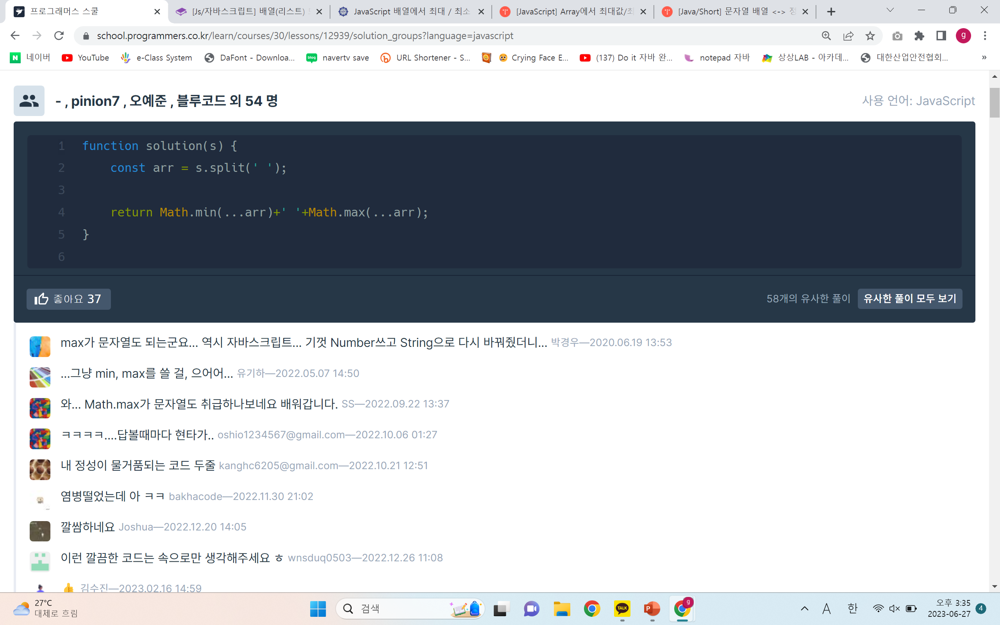 프로그래머스 스쿨
[Js/자바스크립트] 배열(리스트)
JavaScript 배열에서 최대 / 최소
[JavaScript] Array에서 최대값/최
[Java/Short] 문자열 배열 <-> 정
school.programmers.co.kr/learn/courses/30/lessons/12939/solution_groups?language=javascript
g
네이버 YouTube e-Class System DaFont - Downloa... navertv save URL Shortener - S... Crying Face E... (137) Do it 자바 완... notepad 자바 상상LAB - 아카데... 대한산업안전협회... »
- , pinion7 , 오예준 , 블루코드 외 54 명
사용 언어: JavaScript
1 function solution(s) {
2 const arr = s.split(' ');
3
4 return Math.min(...arr)+' '+Math.max(...arr);
5 }
6
좋아요 37
58개의 유사한 풀이 유사한 풀이 모두 보기
max가 문자열도 되는군요... 역시 자바스크립트... 기껏 Number쓰고 String으로 다시 바꿔줬더니... 박경우―2020.06.19 13:53
...그냥 min, max를 쓸 걸, 으어어... 유기하―2022.05.07 14:50
와... Math.max가 문자열도 취급하나보네요 배워갑니다. SS―2022.09.22 13:37
ㅋㅋㅋㅋ....답볼때마다 현타가.. oshio1234567@gmail.com―2022.10.06 01:27
내 정성이 물거품되는 코드 두줄 kanghc6205@gmail.com―2022.10.21 12:51
염병떨었는데 아 ㅋㅋ bakhacode―2022.11.30 21:02
깔쌈하네요 Joshua―2022.12.20 14:05
이런 깔끔한 코드는 속으로만 생각해주세요 ㅎ wnsduq0503―2022.12.26 11:08
👍 김수진―2023.02.16 14:59
27°C
대체로 흐림
검색
TALK
P
g
A
한
오후 3:35
2023-06-27
4